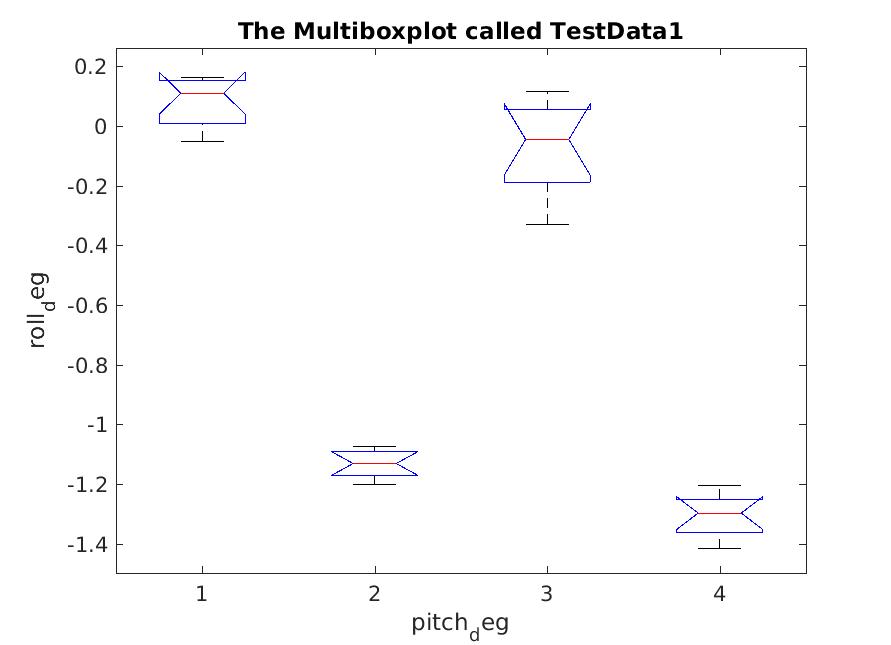 The Multiboxplot called TestData1
0.2
0
-0.2
-0.4
-0.6
-0.8
-1
-1.2
-1.4
roll_deg
1 2 3 4
pitch_deg